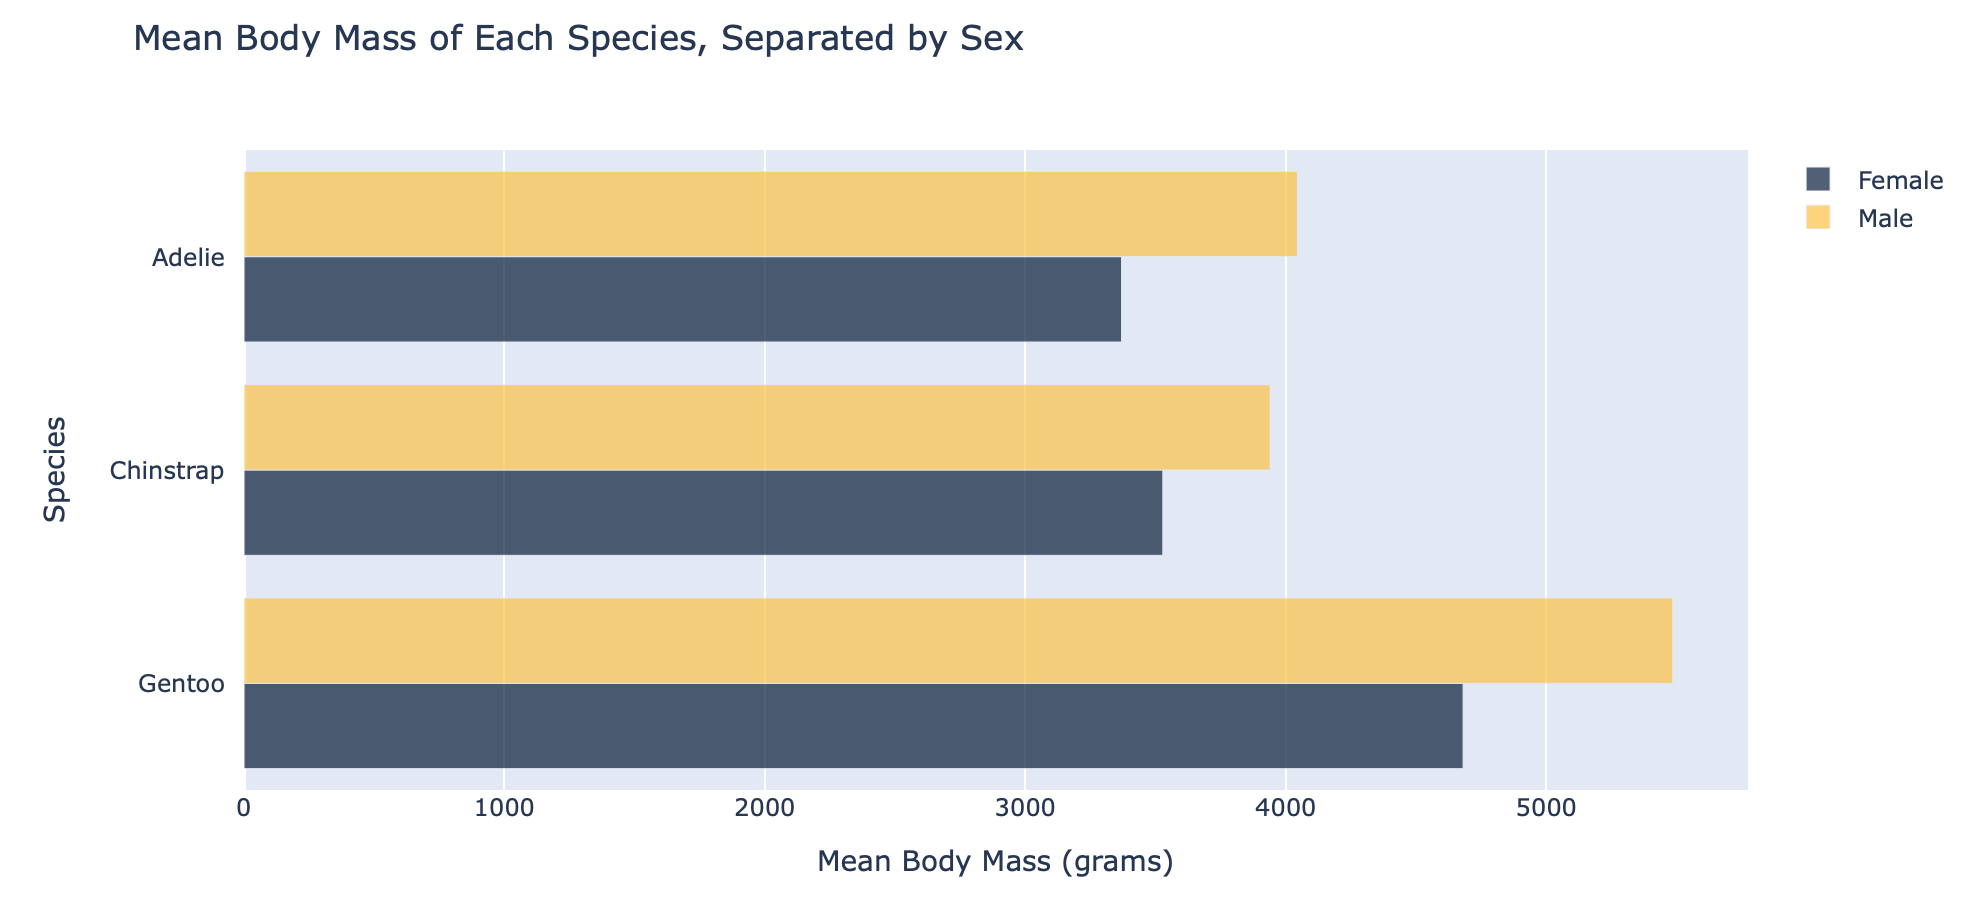 Mean Body Mass of Each Species, Separated by Sex
Female
Male
Species
Adelie
Chinstrap
Gentoo
0 1000 2000 3000 4000 5000
Mean Body Mass (grams)